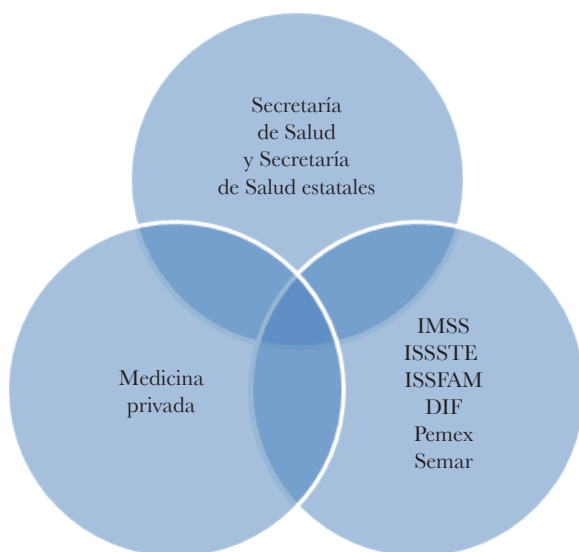 Secretaría
de Salud
y Secretaría
de Salud estatales
Medicina
privada
IMSS
ISSSTE
ISSFAM
DIF
Pemex
Semar